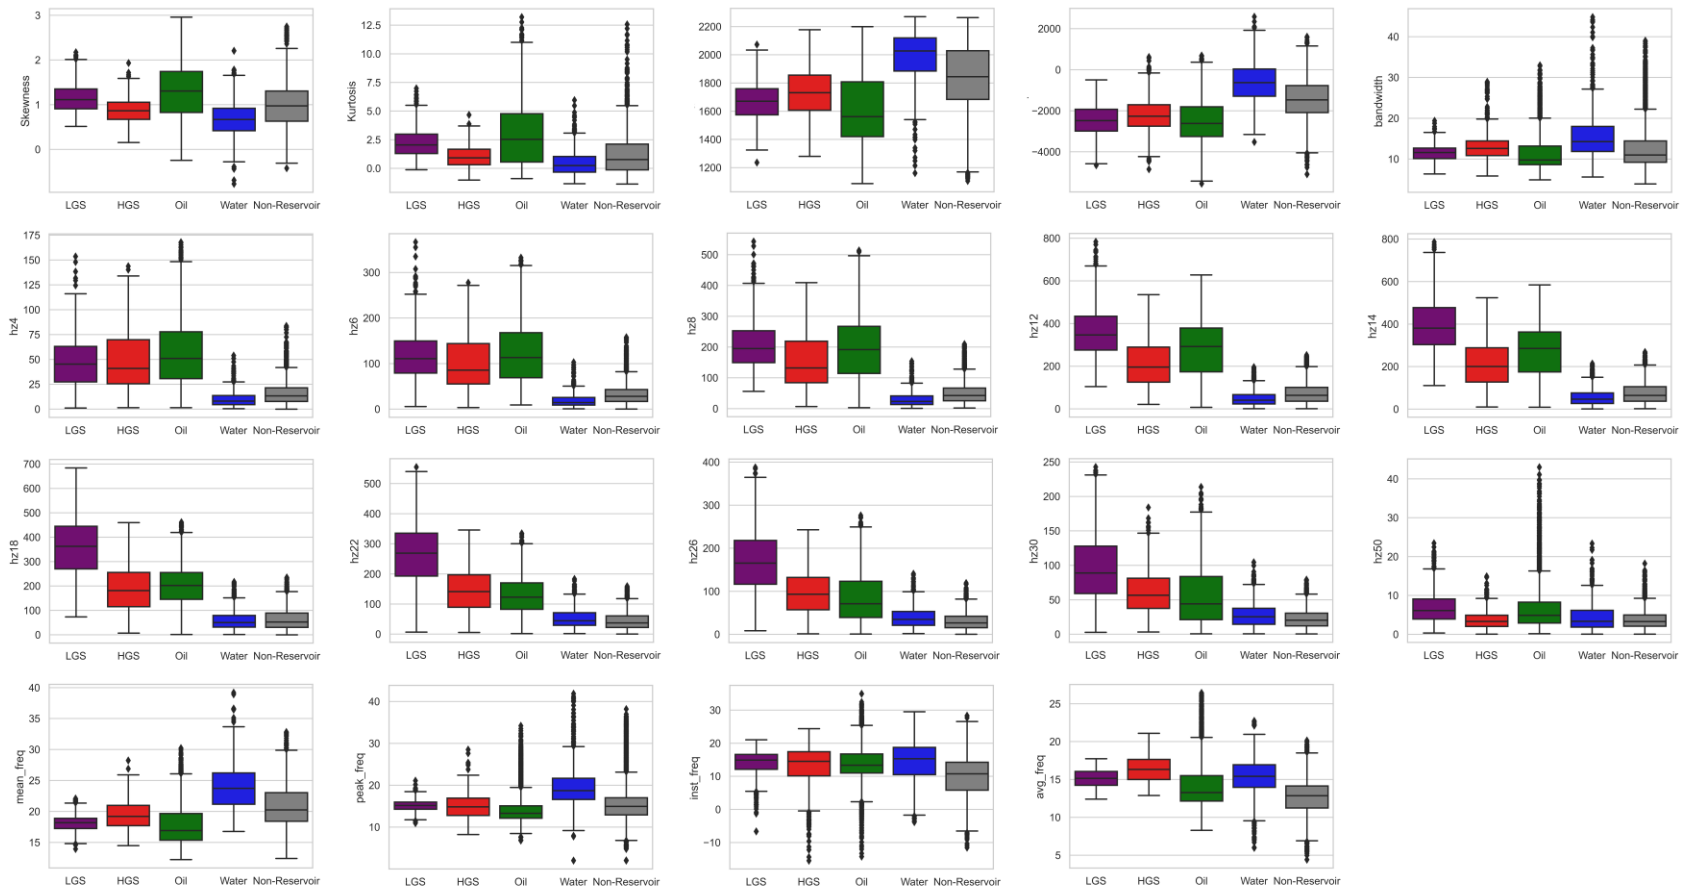 Skewness
3
2
1
0
LGS HGS Oil Water Non-Reservoir
Kurtosis
12.5
10.0
7.5
5.0
2.5
0.0
LGS HGS Oil Water Non-Reservoir
2200
2000
1800
1600
1400
1200
LGS HGS Oil Water Non-Reservoir
2000
0
−2000
−4000
LGS HGS Oil Water Non-Reservoir
bandwidth
40
30
20
10
LGS HGS Oil Water Non-Reservoir
hz4
175
150
125
100
75
50
25
0
LGS HGS Oil Water Non-Reservoir
hz6
300
200
100
0
LGS HGS Oil Water Non-Reservoir
hz8
500
400
300
200
100
0
LGS HGS Oil Water Non-Reservoir
hz12
800
600
400
200
0
LGS HGS Oil Water Non-Reservoir
hz14
800
600
400
200
0
LGS HGS Oil Water Non-Reservoir
hz18
700
600
500
400
300
200
100
0
LGS HGS Oil Water Non-Reservoir
hz22
500
400
300
200
100
0
LGS HGS Oil Water Non-Reservoir
hz26
400
300
200
100
0
LGS HGS Oil Water Non-Reservoir
hz30
250
200
150
100
50
0
LGS HGS Oil Water Non-Reservoir
hz50
40
30
20
10
0
LGS HGS Oil Water Non-Reservoir
mean_freq
40
35
30
25
20
15
LGS HGS Oil Water Non-Reservoir
peak_freq
40
30
20
10
LGS HGS Oil Water Non-Reservoir
inst_freq
30
20
10
0
−10
LGS HGS Oil Water Non-Reservoir
avg_freq
25
20
15
10
5
LGS HGS Oil Water Non-Reservoir